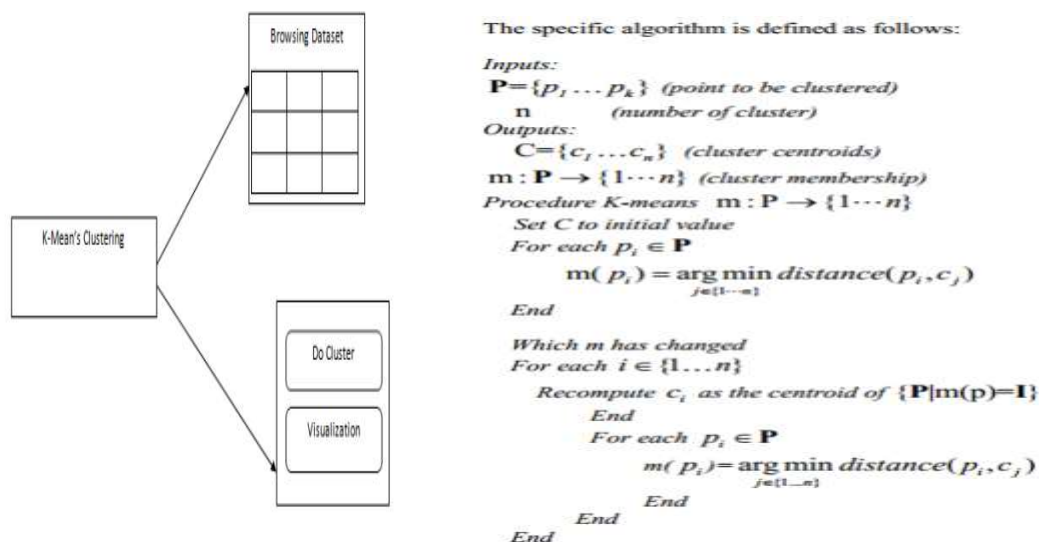 Browsing Dataset
K-Mean's Clustering
Do Cluster
Visualization
The specific algorithm is defined as follows:
Inputs:
P={p₁ ... pₖ} (point to be clustered)
n (number of cluster)
Outputs:
C={c₁ ...cₙ} (cluster centroids)
m : P → {1···n} (cluster membership)
Procedure K-means m : P → {1···n}
Set C to initial value
For each pᵢ ∈ P
m( pᵢ) = arg min distance(pᵢ,cⱼ)
j∈{1···n}
End
Which m has changed
For each i ∈ {1...n}
Recompute cᵢ as the centroid of {P|m(p)=I}
End
For each pᵢ ∈ P
m( pᵢ)= arg min distance(pᵢ,cⱼ)
j∈{1...n}
End
End
End